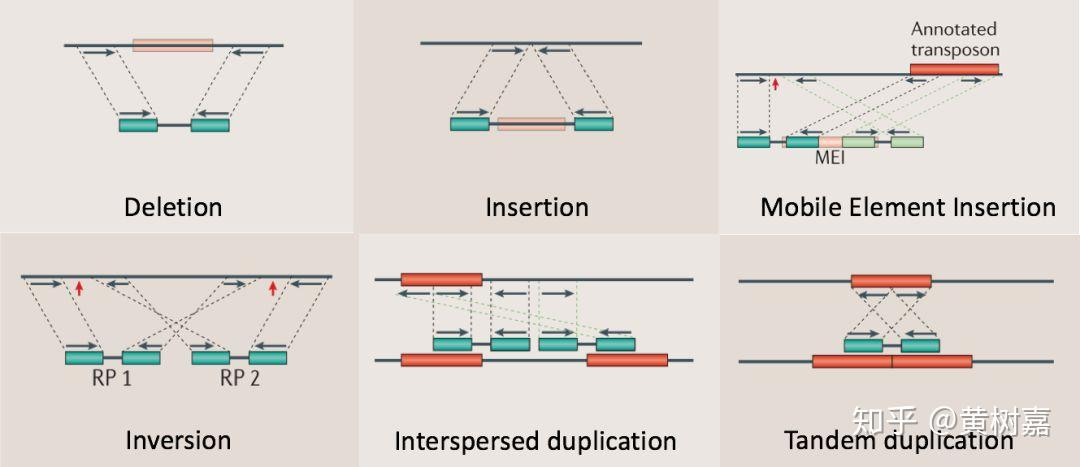 Annotated
transposon
MEI
Deletion
Insertion
Mobile Element Insertion
RP 1
RP 2
Inversion
Interspersed duplication
Tandem duplication
知乎 @黄树嘉